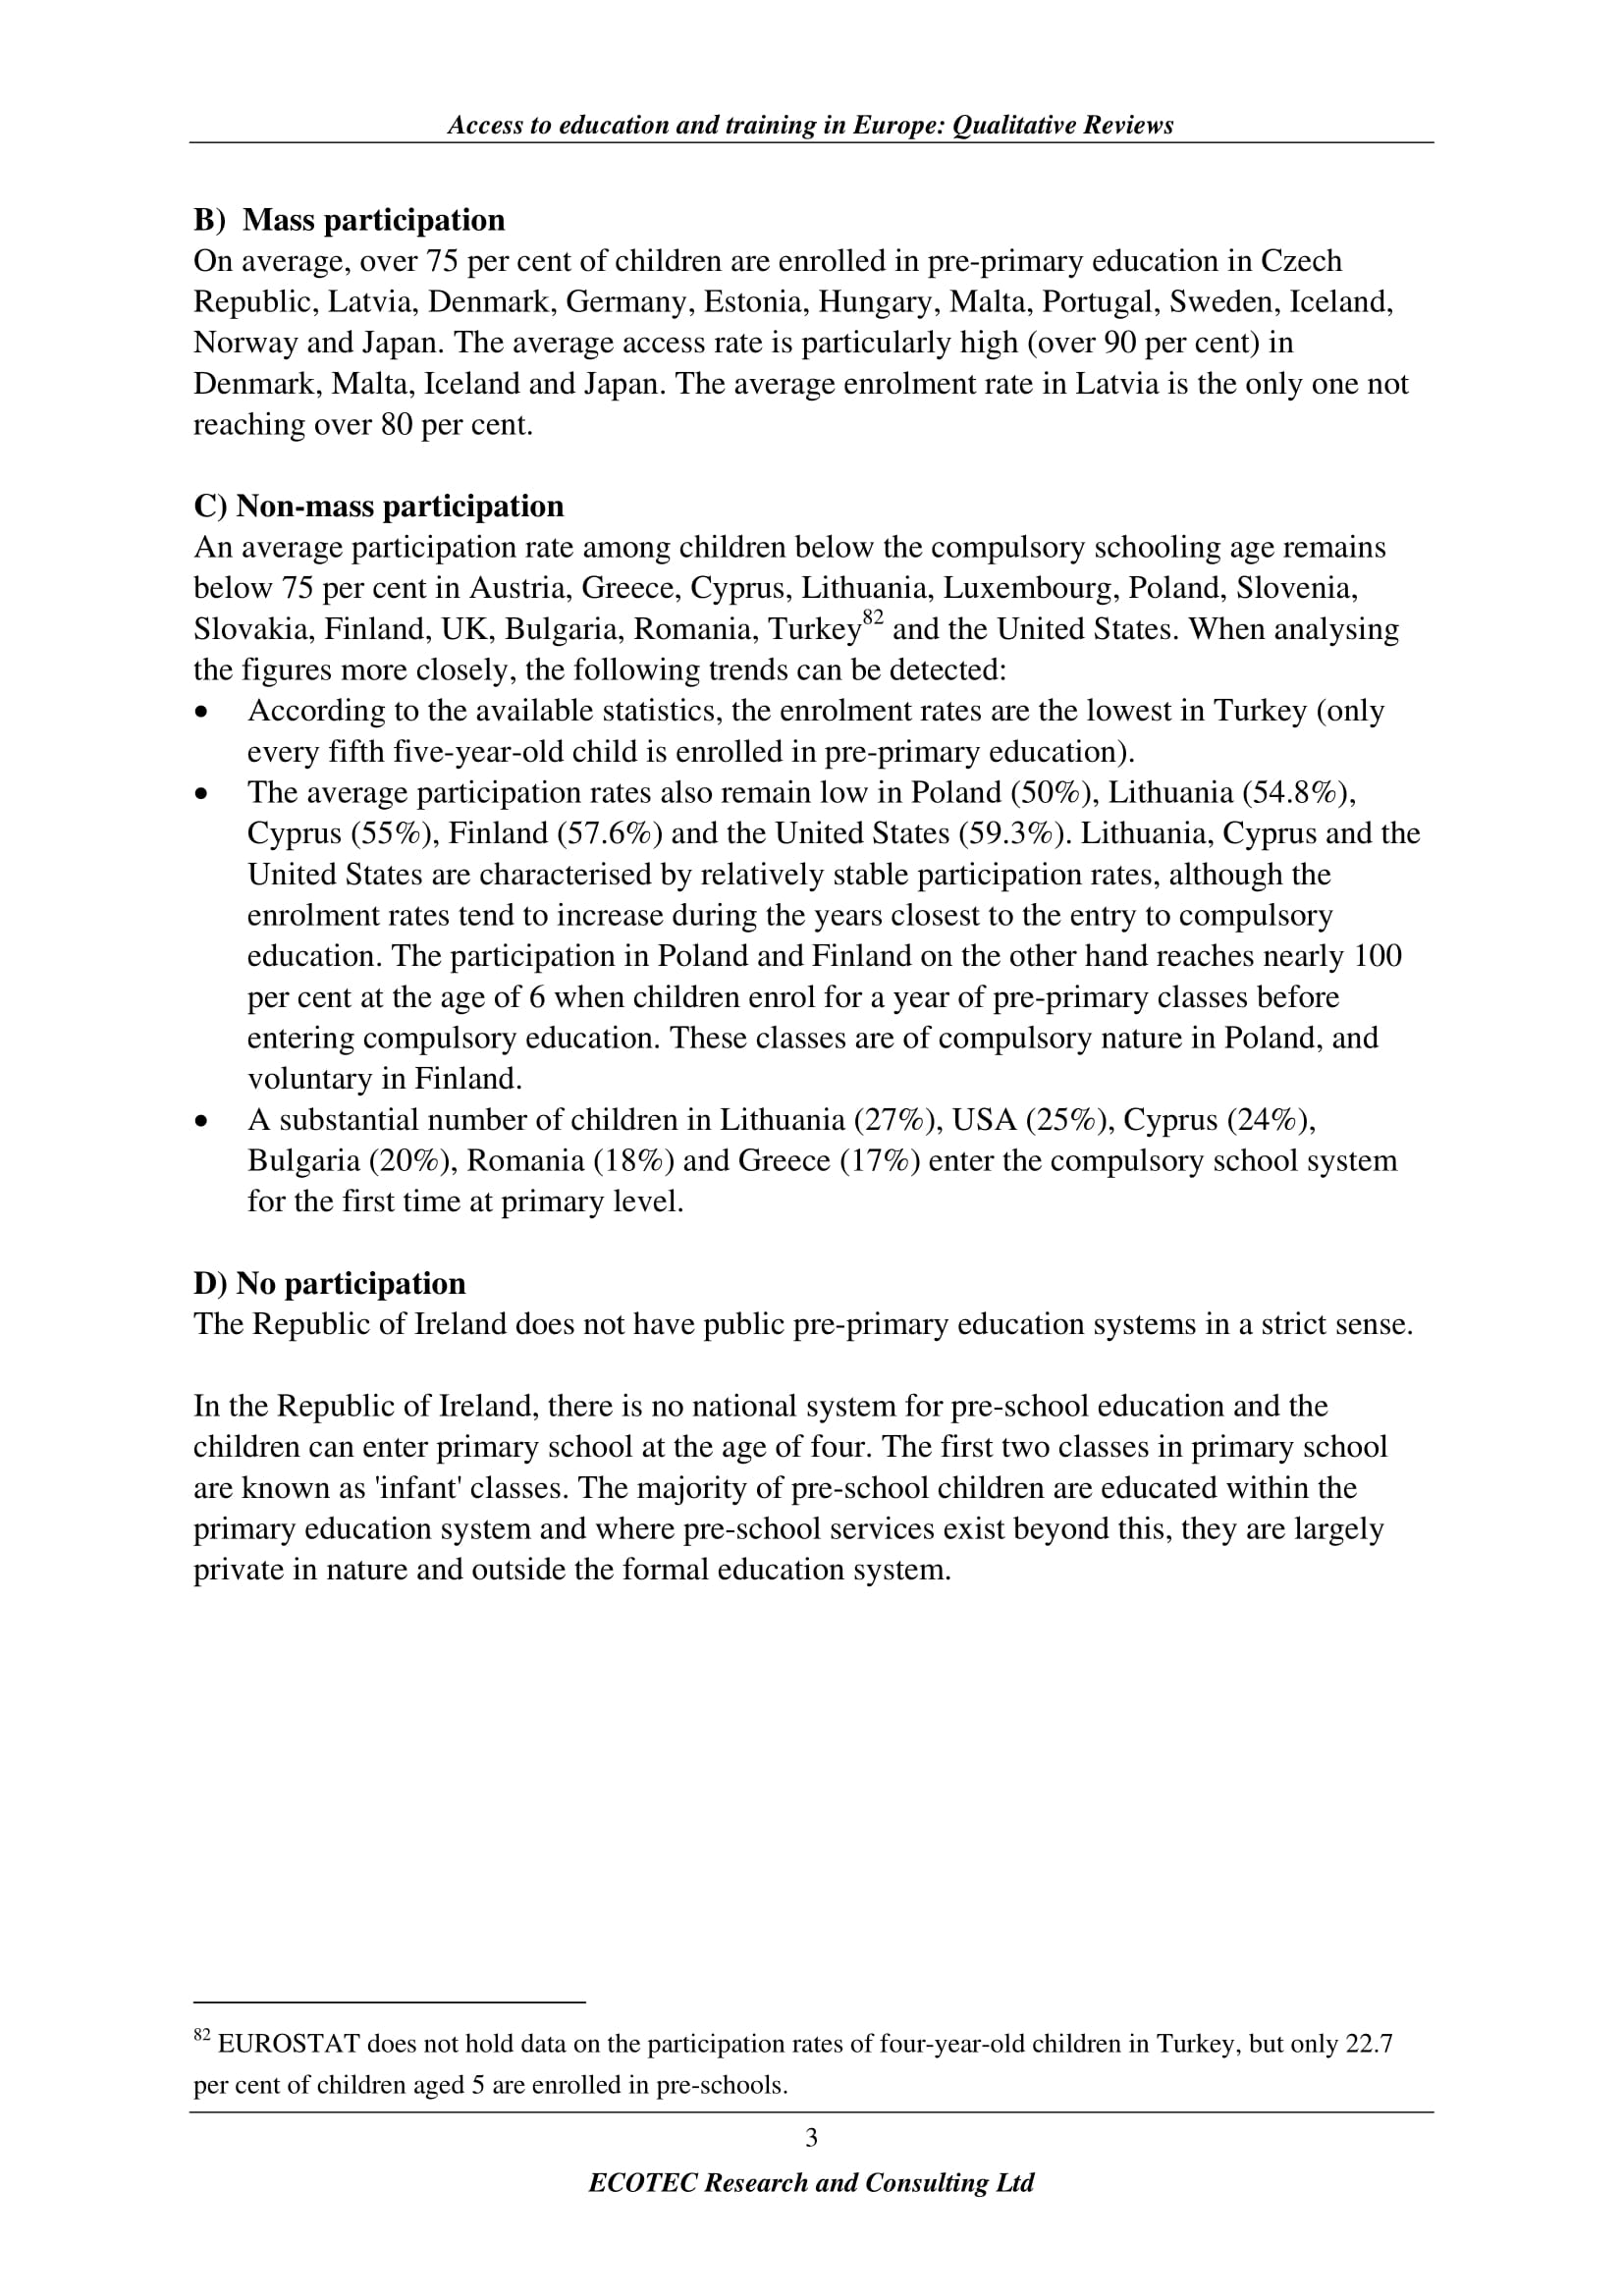 Access to education and training in Europe: Qualitative Reviews
B)  Mass participation
On average, over 75 per cent of children are enrolled in pre-primary education in Czech
Republic, Latvia, Denmark, Germany, Estonia, Hungary, Malta, Portugal, Sweden, Iceland,
Norway and Japan. The average access rate is particularly high (over 90 per cent) in
Denmark, Malta, Iceland and Japan. The average enrolment rate in Latvia is the only one not
reaching over 80 per cent.
C) Non-mass participation
An average participation rate among children below the compulsory schooling age remains
below 75 per cent in Austria, Greece, Cyprus, Lithuania, Luxembourg, Poland, Slovenia,
Slovakia, Finland, UK, Bulgaria, Romania, Turkey82 and the United States. When analysing
the figures more closely, the following trends can be detected:
• According to the available statistics, the enrolment rates are the lowest in Turkey (only
every fifth five-year-old child is enrolled in pre-primary education).
• The average participation rates also remain low in Poland (50%), Lithuania (54.8%),
Cyprus (55%), Finland (57.6%) and the United States (59.3%). Lithuania, Cyprus and the
United States are characterised by relatively stable participation rates, although the
enrolment rates tend to increase during the years closest to the entry to compulsory
education. The participation in Poland and Finland on the other hand reaches nearly 100
per cent at the age of 6 when children enrol for a year of pre-primary classes before
entering compulsory education. These classes are of compulsory nature in Poland, and
voluntary in Finland.
• A substantial number of children in Lithuania (27%), USA (25%), Cyprus (24%),
Bulgaria (20%), Romania (18%) and Greece (17%) enter the compulsory school system
for the first time at primary level.
D) No participation
The Republic of Ireland does not have public pre-primary education systems in a strict sense.
In the Republic of Ireland, there is no national system for pre-school education and the
children can enter primary school at the age of four. The first two classes in primary school
are known as 'infant' classes. The majority of pre-school children are educated within the
primary education system and where pre-school services exist beyond this, they are largely
private in nature and outside the formal education system.
82 EUROSTAT does not hold data on the participation rates of four-year-old children in Turkey, but only 22.7
per cent of children aged 5 are enrolled in pre-schools.
3
ECOTEC Research and Consulting Ltd